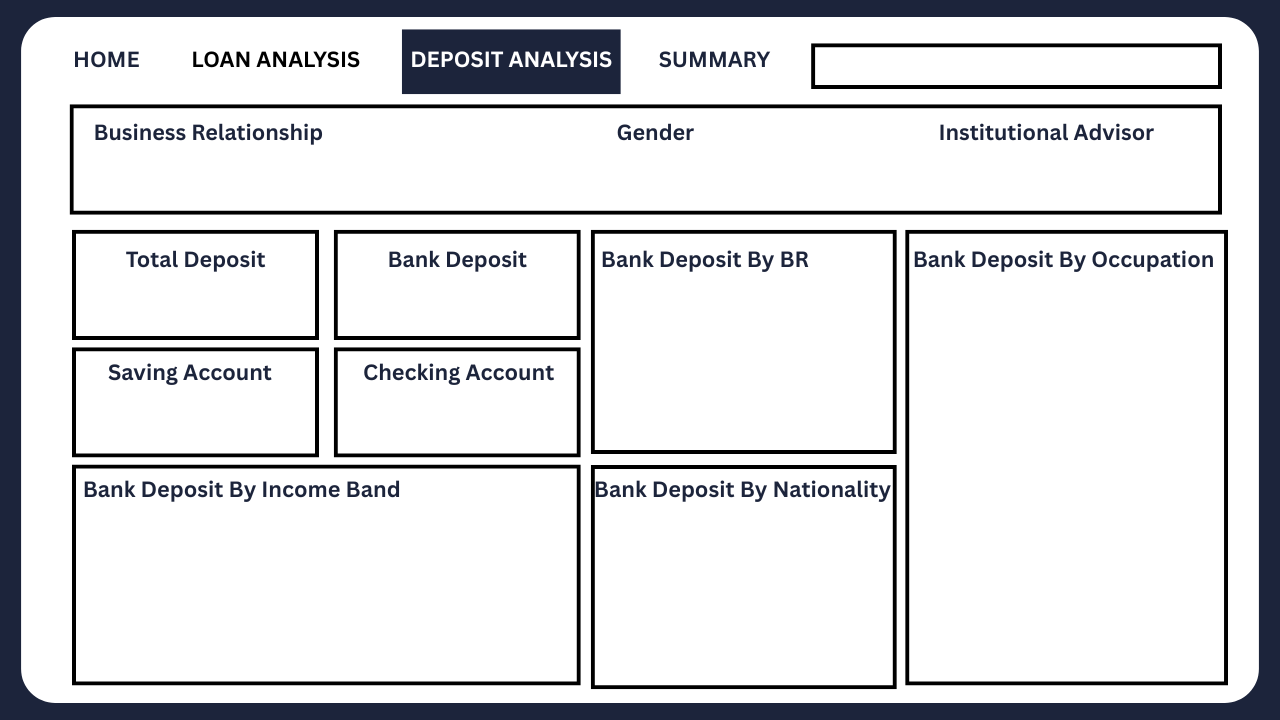 HOME
LOAN ANALYSIS
DEPOSIT ANALYSIS
SUMMARY
Business Relationship
Gender
Institutional Advisor
Total Deposit
Bank Deposit
Bank Deposit By BR
Bank Deposit By Occupation
Saving Account
Checking Account
Bank Deposit By Income Band
Bank Deposit By Nationality